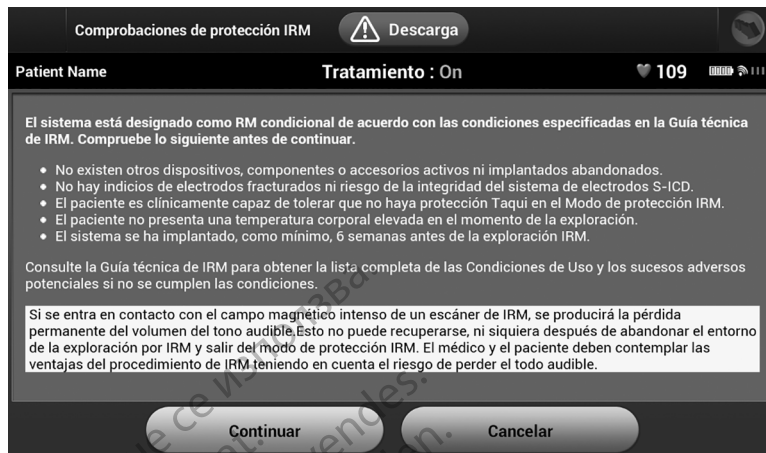 Comprobaciones de protección IRM
Descarga
Patient Name
Tratamiento : On
109
El sistema está designado como RM condicional de acuerdo con las condiciones especificadas en la Guía técnica
de IRM. Compruebe lo siguiente antes de continuar.
• No existen otros dispositivos, componentes o accesorios activos ni implantados abandonados.
• No hay indicios de electrodos fracturados ni riesgo de la integridad del sistema de electrodos S-ICD.
• El paciente es clínicamente capaz de tolerar que no haya protección Taqui en el Modo de protección IRM.
• El paciente no presenta una temperatura corporal elevada en el momento de la exploración.
• El sistema se ha implantado, como mínimo, 6 semanas antes de la exploración IRM.
Consulte la Guía técnica de IRM para obtener la lista completa de las Condiciones de Uso y los sucesos adversos
potenciales si no se cumplen las condiciones.
Si se entra en contacto con el campo magnético intenso de un escáner de IRM, se producirá la pérdida
permanente del volumen del tono audible.Esto no puede recuperarse, ni siquiera después de abandonar el entorno
de la exploración por IRM y salir del modo de protección IRM. El médico y el paciente deben contemplar las
ventajas del procedimiento de IRM teniendo en cuenta el riesgo de perder el todo audible.
Continuar
Cancelar